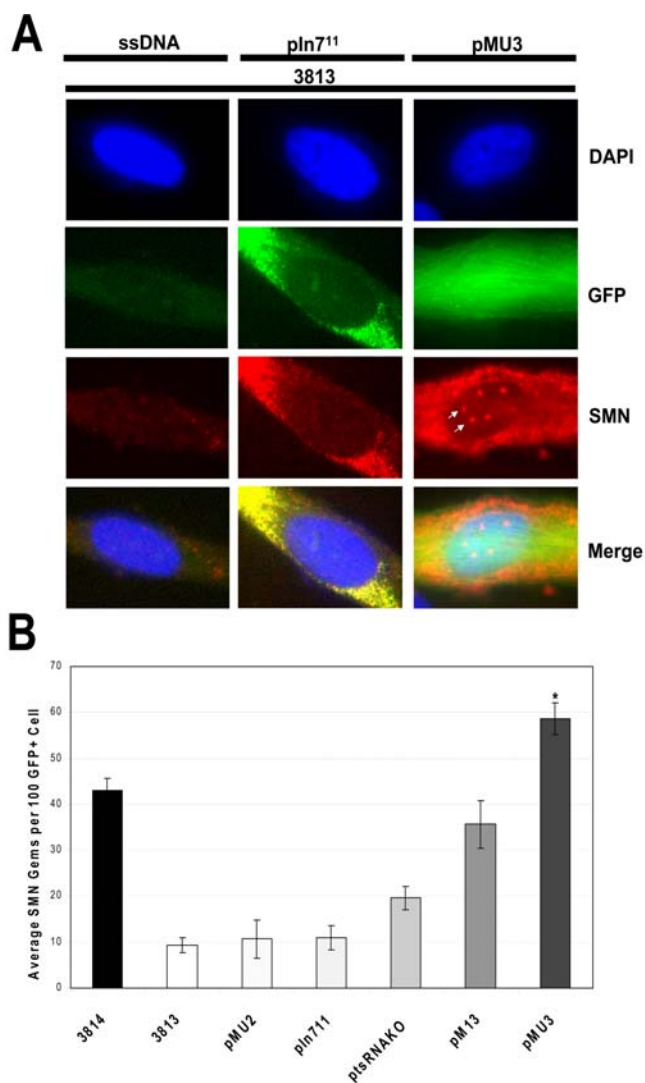 A
ssDNA pIn7¹¹ pMU3
3813
DAPI
GFP
SMN
Merge
B
Average SMN Gems per 100 GFP+ Cell
70
60
50
40
30
20
10
0
*
3814 3813 pMU2 pIn711 ptsRNAKO pM13 pMU3